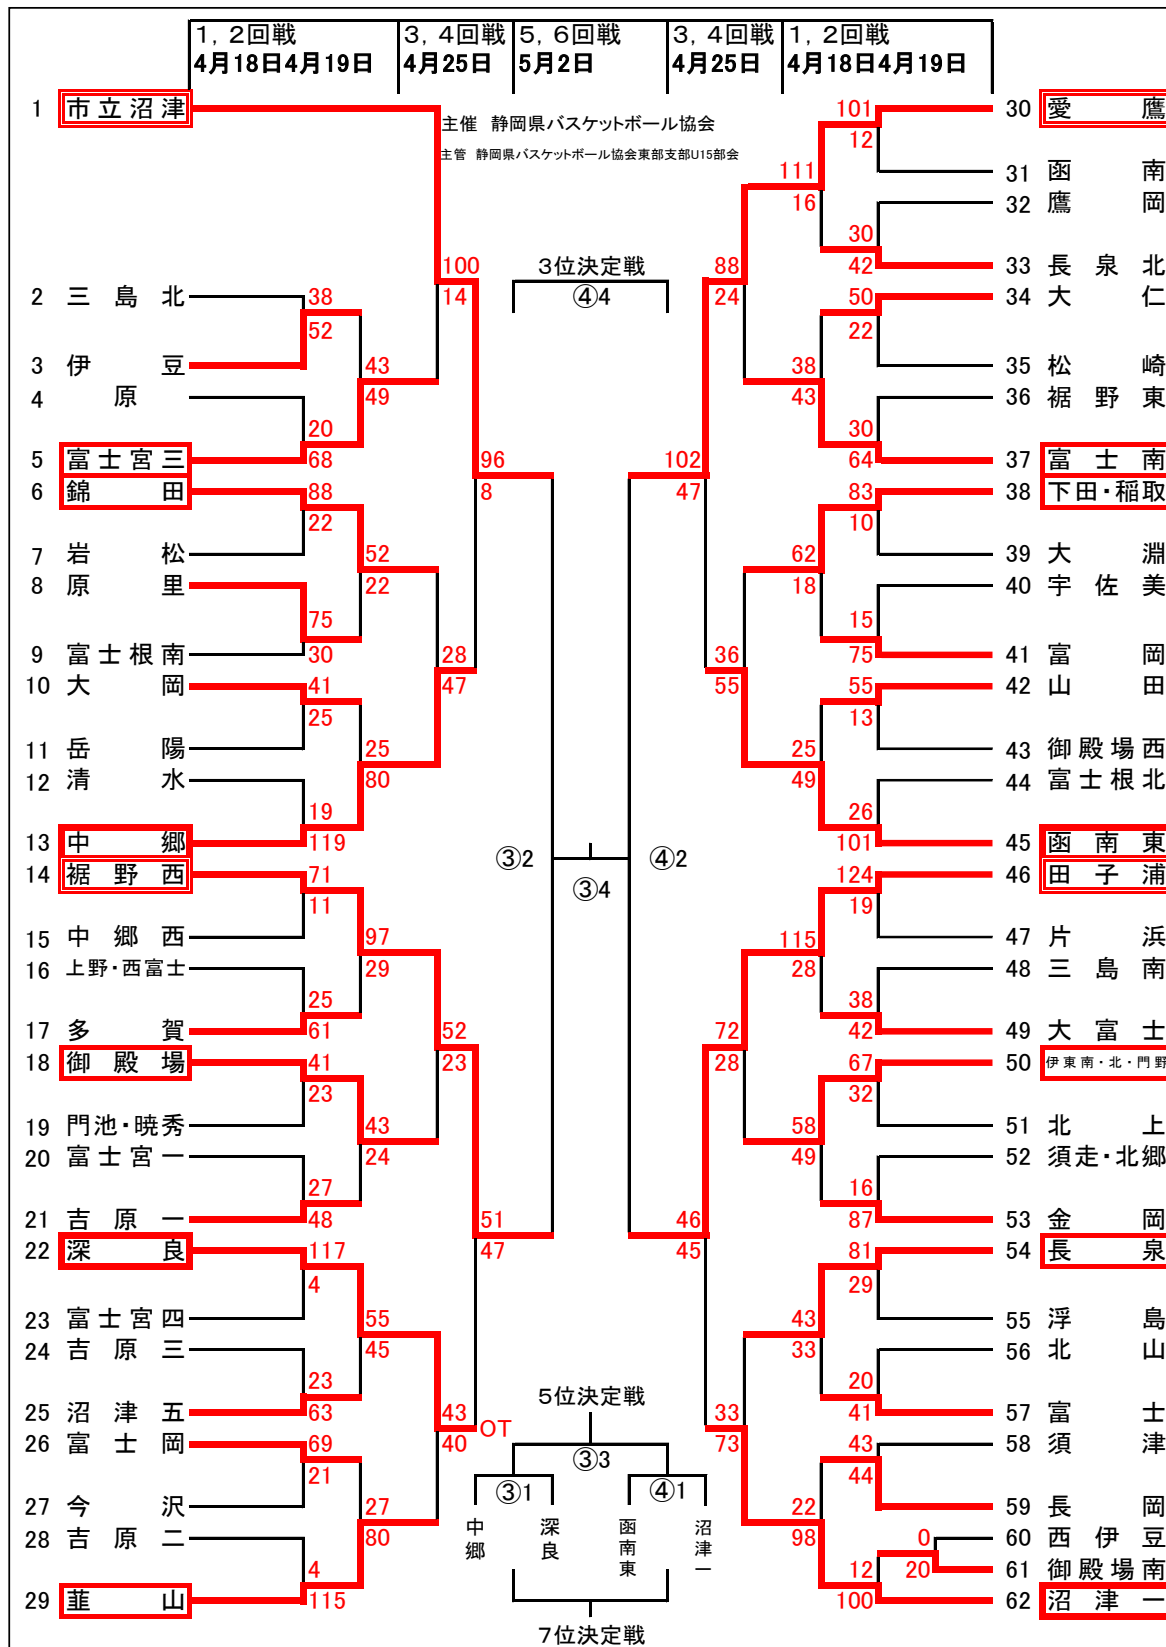 1,2回戦 3,4回戦 5,6回戦 3,4回戦 1,2回戦
4月18日4月19日 4月25日 5月2日 4月25日 4月18日4月19日
主催 静岡県バスケットボール協会
主管 静岡県バスケットボール協会東部支部U15部会
1 市立沼津
2 三島北
3 伊豆
4 原
5 富士宮三
6 錦田
7 岩松
8 原里
9 富士根南
10 大岡
11 岳陽
12 清水
13 中郷
14 裾野西
15 中郷西
16 上野・西富士
17 多賀
18 御殿場
19 門池・暁秀
20 富士宮一
21 吉原一
22 深良
23 富士宮四
24 吉原三
25 沼津五
26 富士岡
27 今沢
28 吉原二
29 韮山
38
52
20
68
88
22
75
30
41
25
19
119
71
11
25
61
41
23
27
48
117
4
23
63
69
21
4
115
43
49
52
22
25
80
97
29
43
24
55
45
27
80
100
14
28
47
52
23
43
OT
40
96
8
51
47
3位決定戦
④4
③2
③4
④2
5位決定戦
③3
③1
④1
中郷
深良
函南東
沼津一
7位決定戦
102
47
46
45
88
24
36
55
72
28
33
73
111
16
38
43
62
18
25
49
115
28
58
49
43
33
22
98
101
12
30
42
50
22
30
64
83
10
15
75
55
13
26
101
124
19
38
42
67
32
16
87
81
29
20
41
43
44
0
20
12
100
30 愛鷹
31 函南
32 鷹岡
33 長泉北
34 大仁
35 松崎
36 裾野東
37 富士南
38 下田・稲取
39 大淵
40 宇佐美
41 富岡
42 山田
43 御殿場西
44 富士根北
45 函南東
46 田子浦
47 片浜
48 三島南
49 大富士
50 伊東南・北・門野
51 北上
52 須走・北郷
53 金岡
54 長泉
55 浮島
56 北山
57 富士
58 須津
59 長岡
60 西伊豆
61 御殿場南
62 沼津一